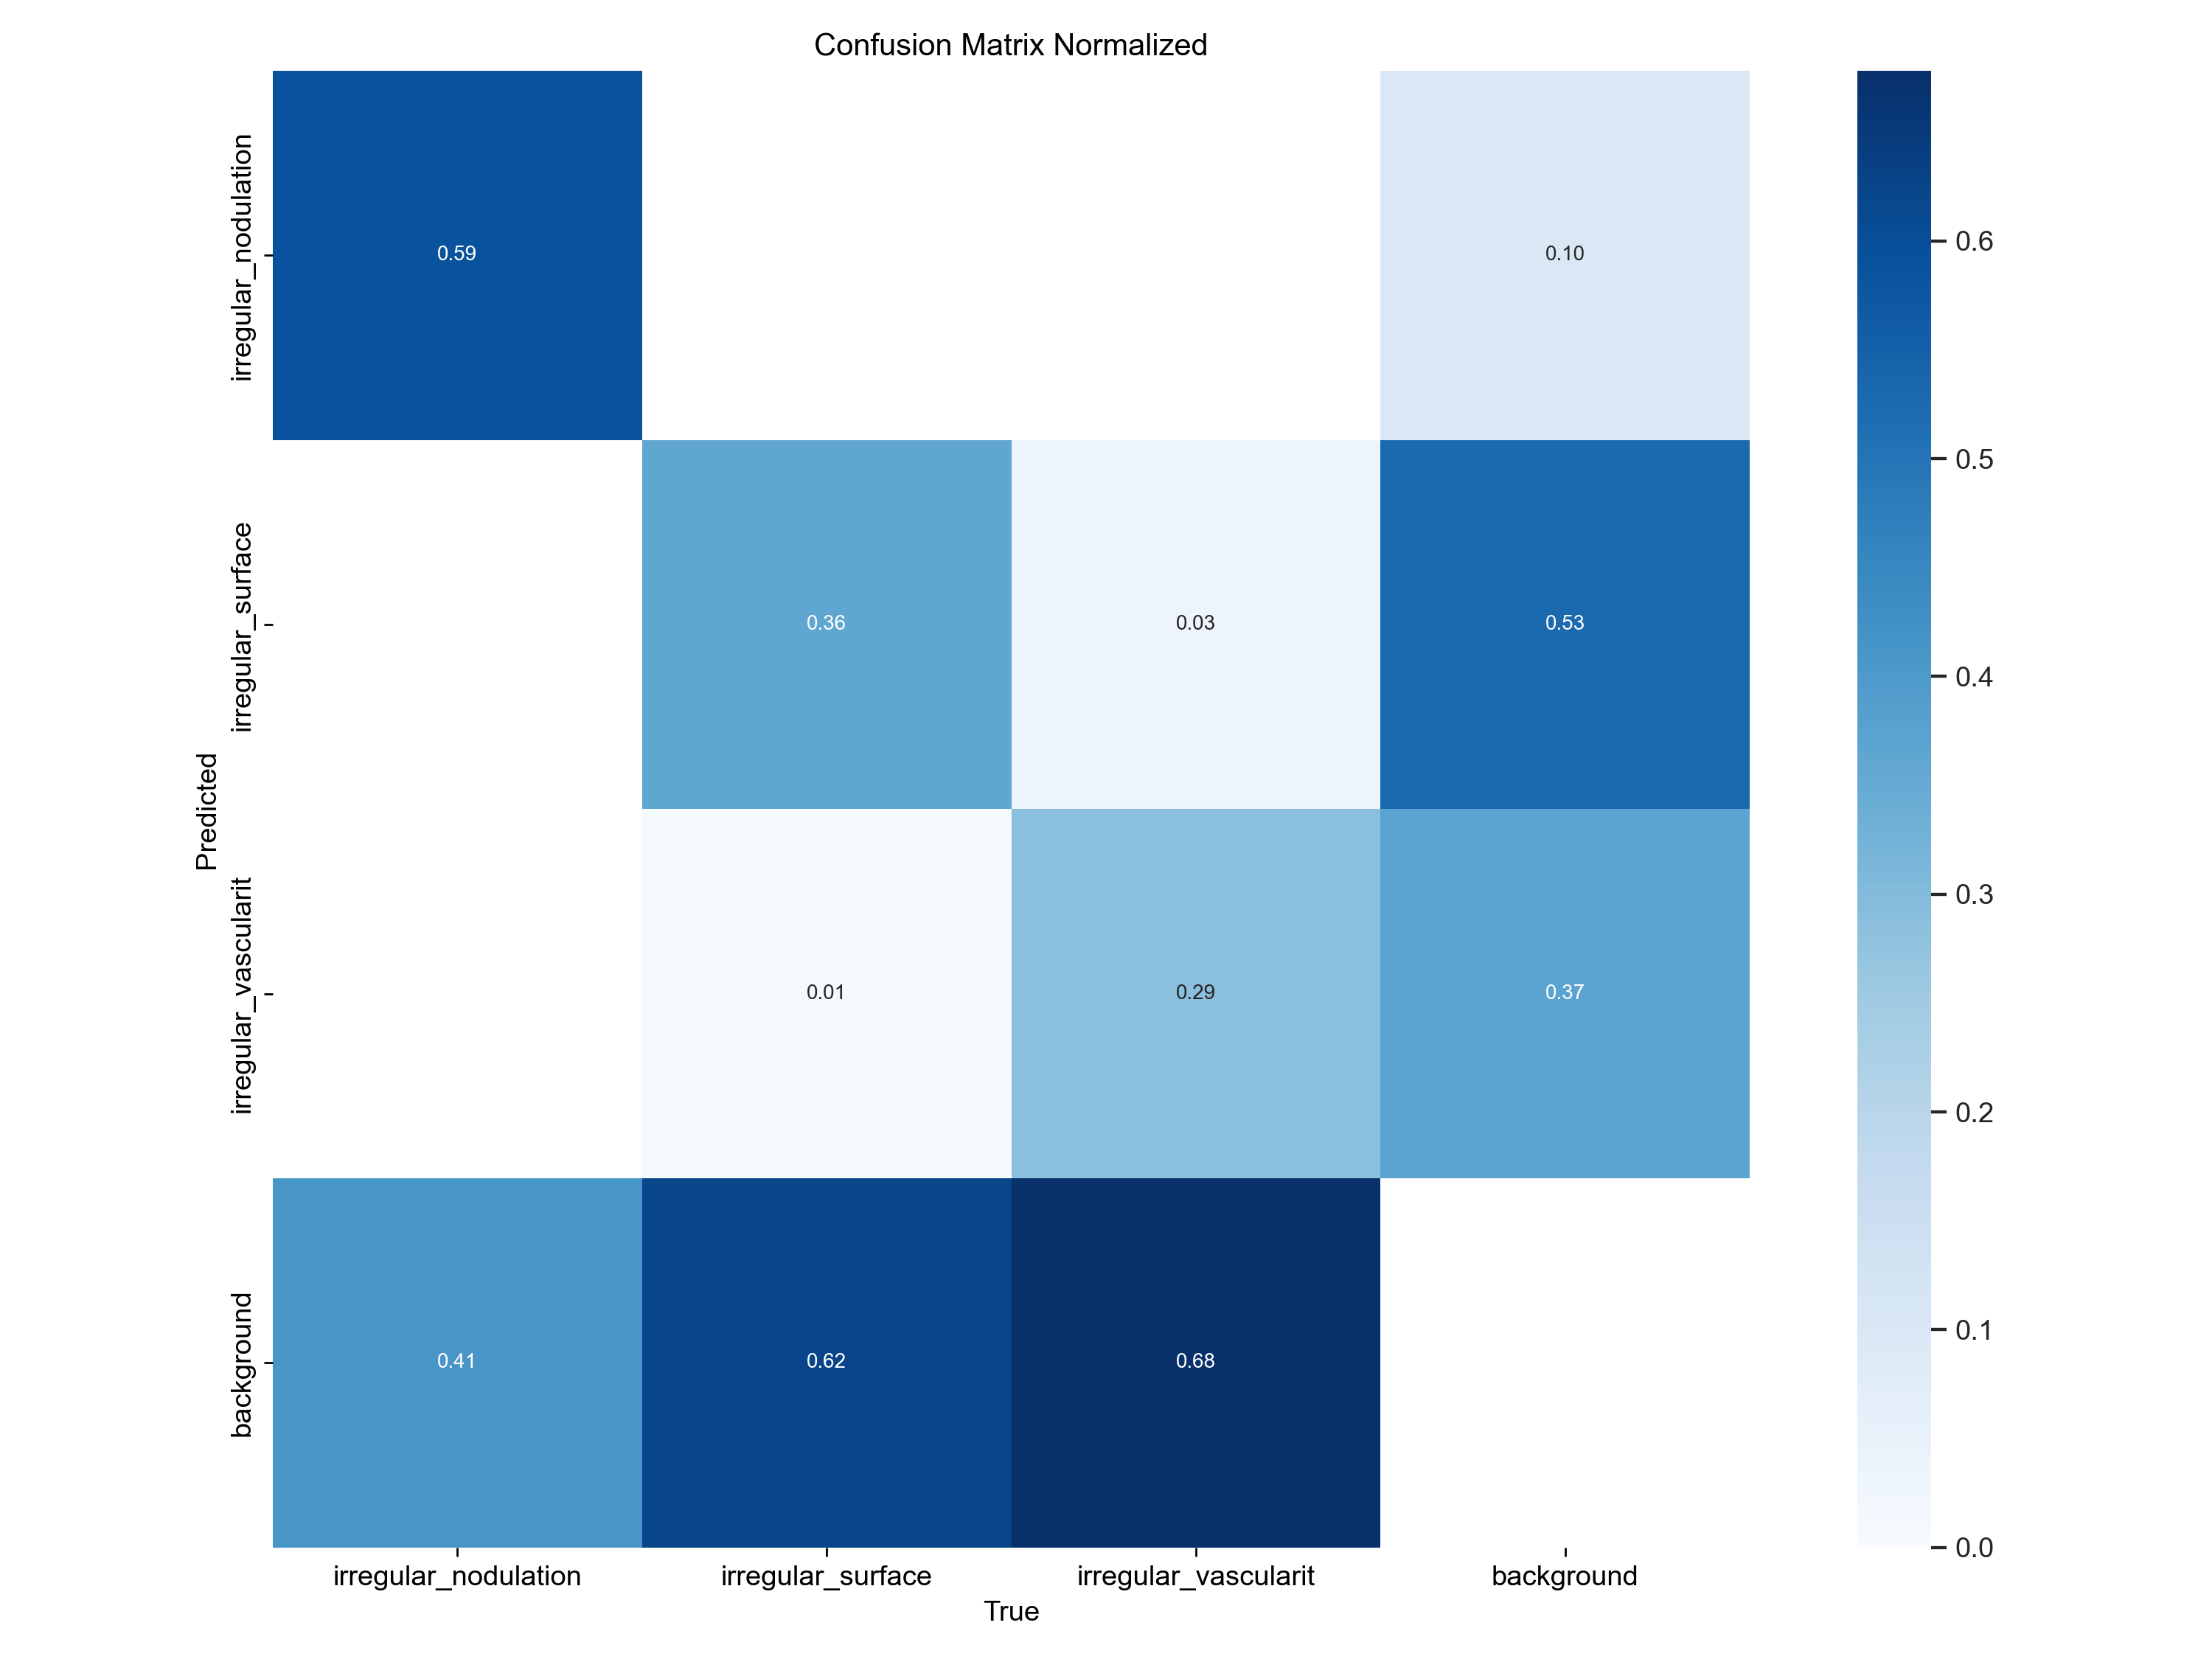 Confusion Matrix Normalized
irregular_nodulation
0.59
0.10
0.6
0.5
irregular_surface
0.36
0.03
0.53
0.4
Predicted
0.3
irregular_vascularit
0.01
0.29
0.37
0.2
background
0.41
0.62
0.68
0.1
0.0
irregular_nodulation
irregular_surface
irregular_vascularit
background
True